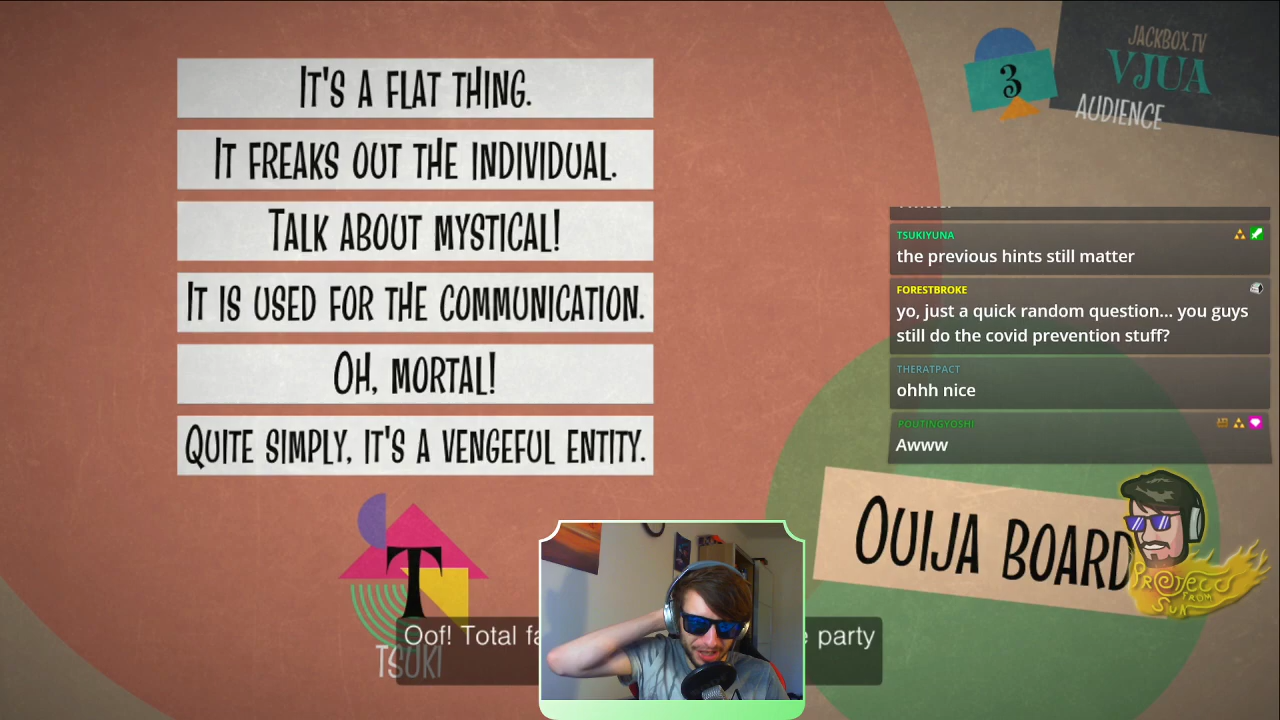 IT'S A FLAT THING.
IT FREAKS OUT THE INDIVIDUAL.
TALK ABOUT MYSTICAL!
IT IS USED FOR THE COMMUNICATION.
OH, MORTAL!
QUITE SIMPLY, IT'S A VENGEFUL ENTITY.
3
JACKBOX.TV
VJUA
AUDIENCE
TSUKIYUNA
the previous hints still matter
FORESTBROKE
yo, just a quick random question... you guys
still do the covid prevention stuff?
THERATPACT
ohhh nice
POUTINGYOSHI
Awww
OUIJA BOARD
PROTECC
FROM
SUN
T
TSUKI
Oof! Total party